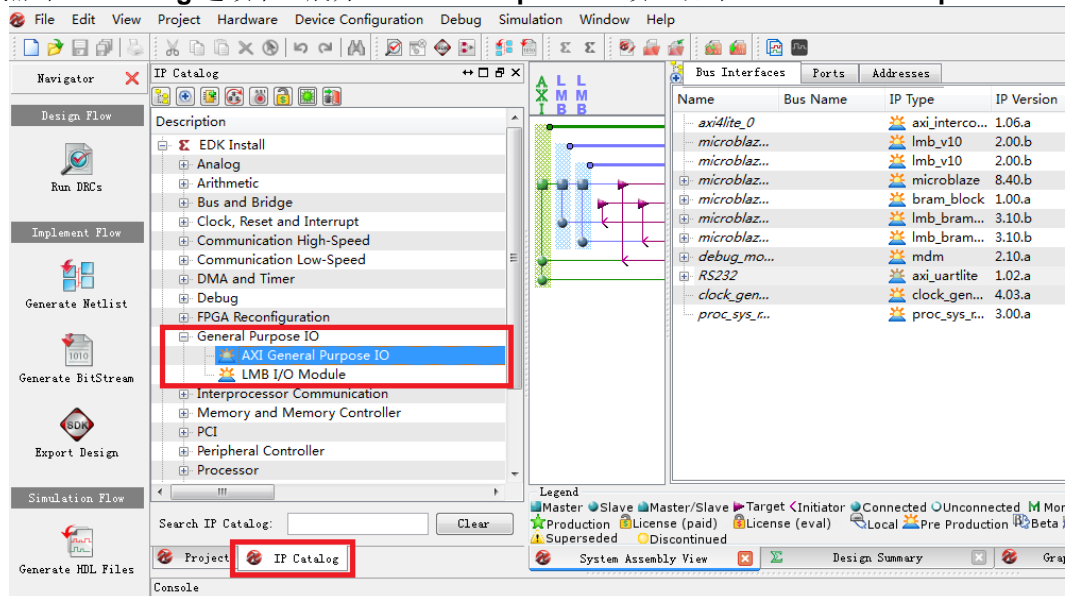 File Edit View Project Hardware Device Configuration Debug Simulation Window Help
Navigator
Design Flow
Run DRCs
Implement Flow
Generate Netlist
1010
Generate BitStream
SDK
Export Design
Simulation Flow
Generate HDL Files
IP Catalog
Description
EDK Install
Analog
Arithmetic
Bus and Bridge
Clock, Reset and Interrupt
Communication High-Speed
Communication Low-Speed
DMA and Timer
Debug
FPGA Reconfiguration
General Purpose IO
AXI General Purpose IO
LMB I/O Module
Interprocessor Communication
Memory and Memory Controller
PCI
Peripheral Controller
Processor
Search IP Catalog:
Clear
Project IP Catalog
Console
A L L
X M M
I B B
Bus Interfaces Ports Addresses
Name Bus Name IP Type IP Version
axi4lite_0 axi_interco... 1.06.a
microblaz... lmb_v10 2.00.b
microblaz... lmb_v10 2.00.b
microblaz... microblaze 8.40.b
microblaz... bram_block 1.00.a
microblaz... lmb_bram... 3.10.b
microblaz... lmb_bram... 3.10.b
debug_mo... mdm 2.10.a
RS232 axi_uartlite 1.02.a
clock_gen... clock_gen... 4.03.a
proc_sys_r... proc_sys_r... 3.00.a
Legend
Master Slave Master/Slave Target Initiator Connected Unconnected M Mor
Production License (paid) License (eval) Local Pre Production Beta
Superseded Discontinued
System Assembly View Design Summary Gra